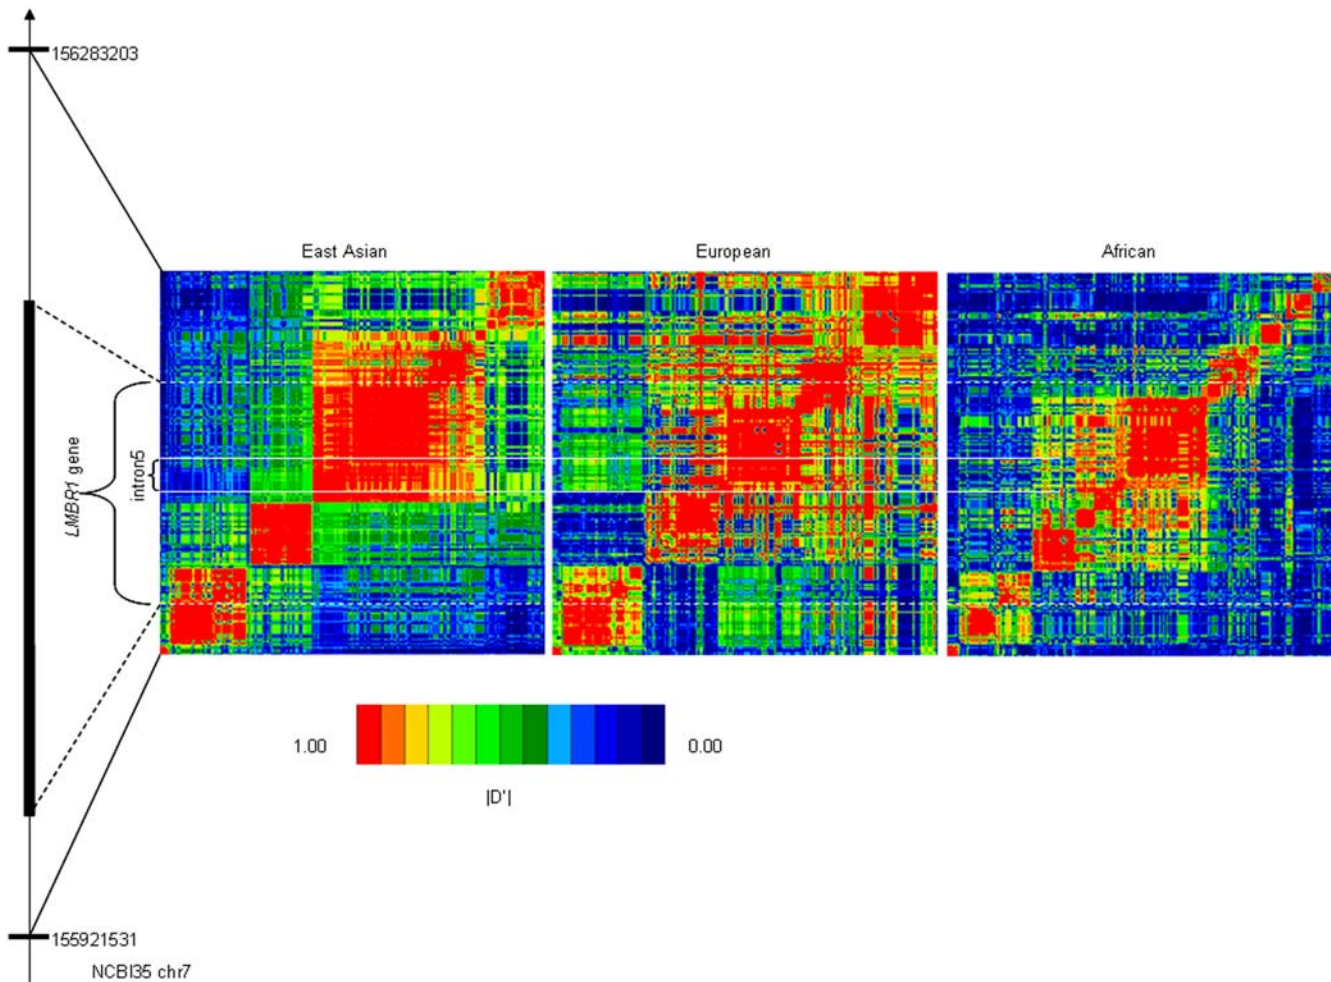 156283203
East Asian
European
African
LMBR1 gene
intron5
1.00
0.00
|D'|
155921531
NCBI35 chr7